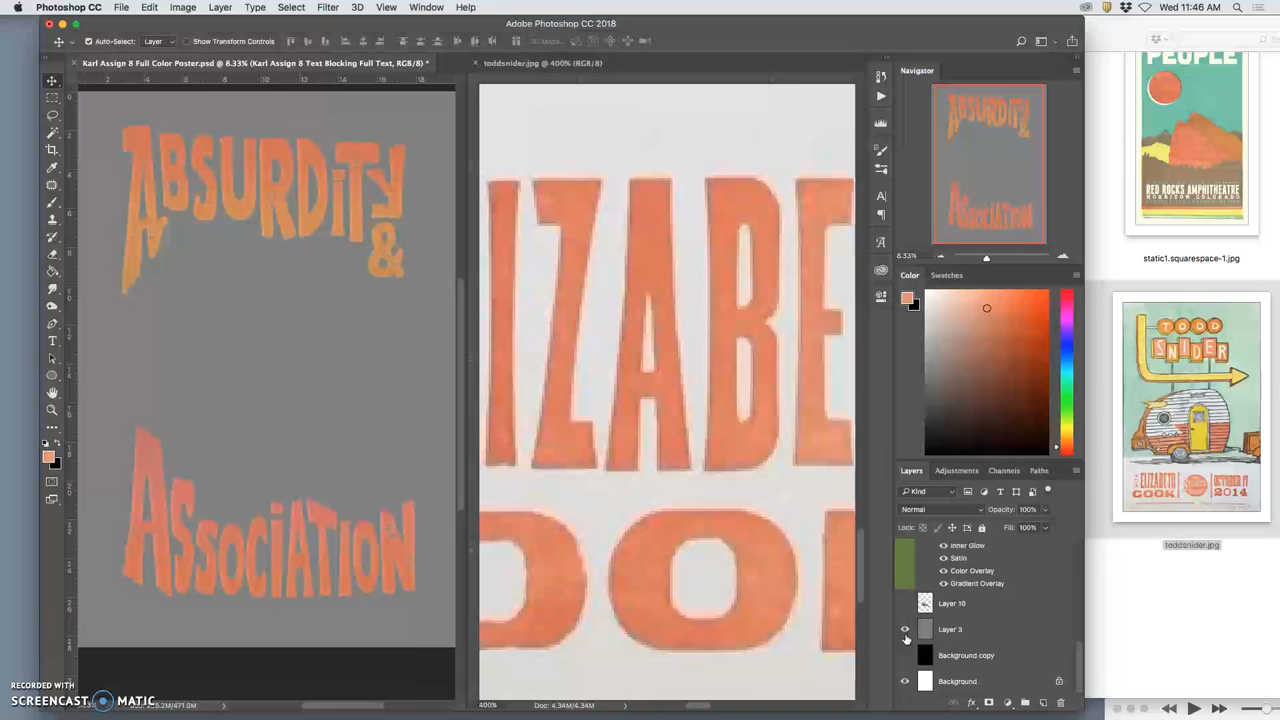 Photoshop CC File Edit Image Layer Type Select Filter 3D View Window Help Wed 11:46 AM
Adobe Photoshop CC 2018
Auto-Select: Layer Show Transform Controls
Karl Assign 8 Full Color Poster.psd @ 8.33% (Karl Assign 8 Text Blocking Full Text, RGB/8) *
toddsnider.jpg @ 400% (RGB/8)
Navigator
ABSURDITY
&
ASSOCIATION
IZABE
8.33%
Color Swatches
PEOPLE
RED ROCKS AMPHITHEATRE
MORRISON, COLORADO
static1.squarespace-1.jpg
TODD
SNIDER
ELIZABETH
COOK
OCTOBER 17
2014
toddsnider.jpg
Layers Adjustments Channels Paths
Kind
Normal Opacity: 100%
Lock: Fill: 100%
Inner Glow
Satin
Color Overlay
Gradient Overlay
Layer 10
Layer 3
Background copy
Background
400% Doc: 4.34M/4.34M
RECORDED WITH
SCREENCAST MATIC